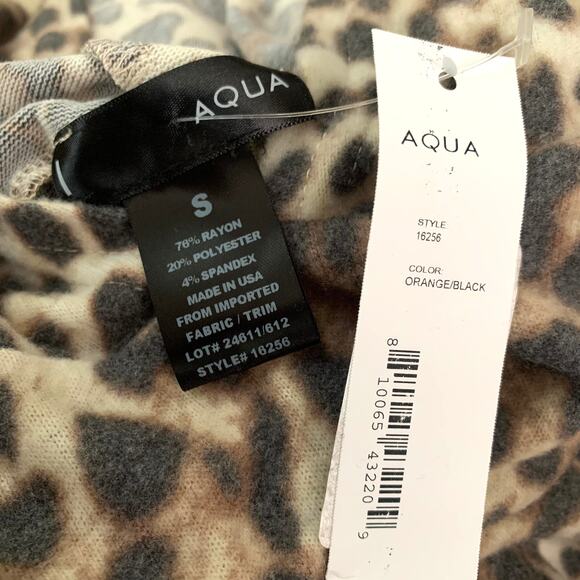 AQUA
S
76% RAYON
20% POLYESTER
4% SPANDEX
MADE IN USA
FROM IMPORTED
FABRIC / TRIM
LOT# 24611/612
STYLE# 16256
AQUA
STYLE:
16256
COLOR:
ORANGE/BLACK
8 10065 43220 9